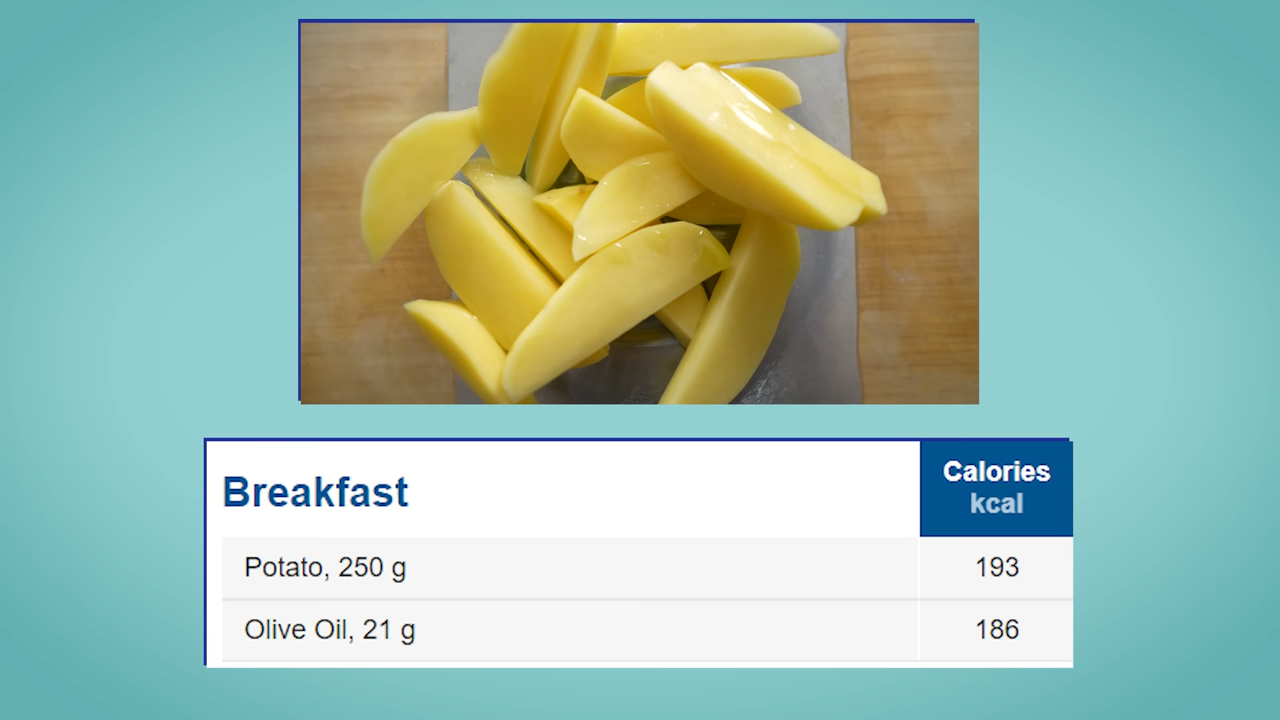 Breakfast
Calories
kcal
Potato, 250 g
193
Olive Oil, 21 g
186